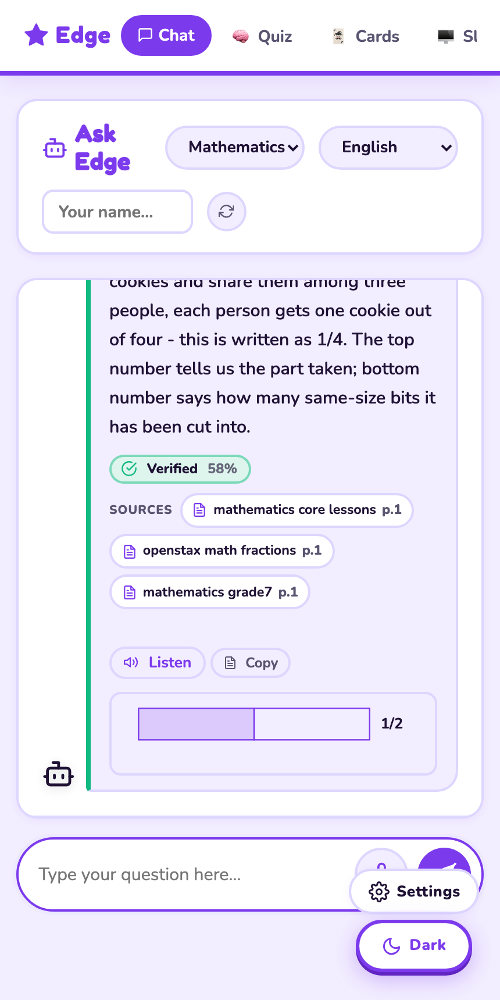 Edge
Chat
Quiz
Cards
Sl
Ask
Edge
Mathematics
English
Your name...
cookies and share them among three
people, each person gets one cookie out
of four - this is written as 1/4. The top
number tells us the part taken; bottom
number says how many same-size bits it
has been cut into.
Verified 58%
SOURCES mathematics core lessons p.1
openstax math fractions p.1
mathematics grade7 p.1
Listen
Copy
1/2
Type your question here...
Settings
Dark